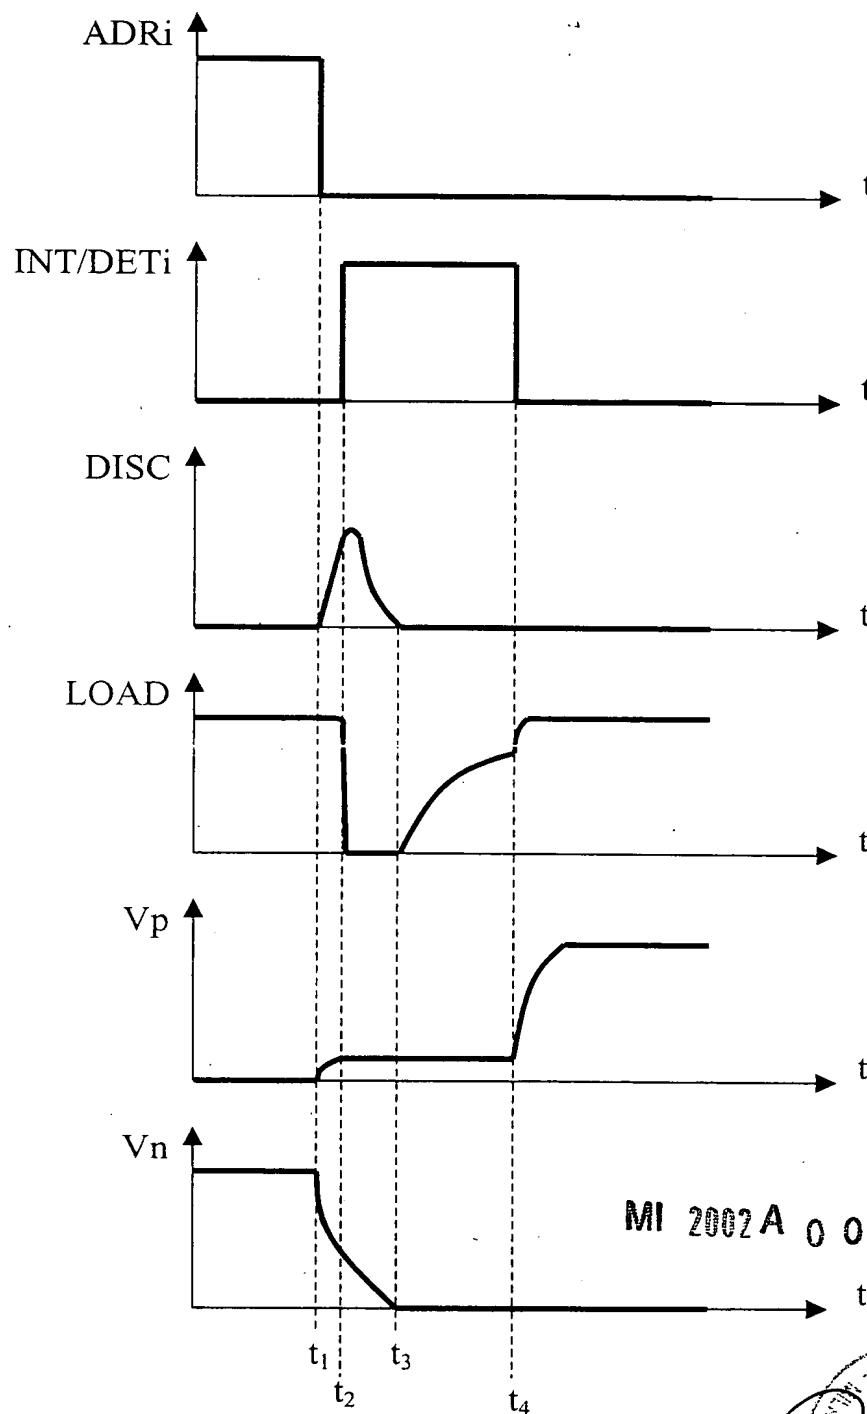 ADRi
t
INT/DETi
t
DISC
t
LOAD
t
Vp
t
Vn
MI 2002 A 0 0
t
t₁
t₂
t₃
t₄